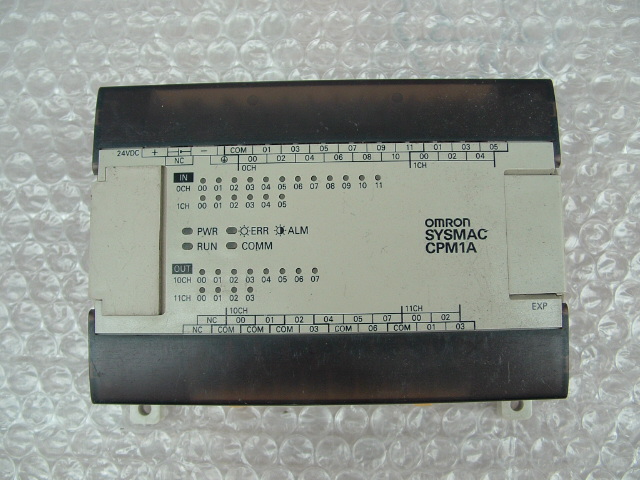 24VDC + − COM 01 03 05 07 09 11 01 03 05
NC 00 02 04 06 08 10 00 02 04
0CH 1CH
IN
0CH 00 01 02 03 04 05 06 07 08 09 10 11
1CH 00 01 02 03 04 05
PWR ERR ALM
RUN COMM
OMRON
SYSMAC
CPM1A
OUT
10CH 00 01 02 03 04 05 06 07
11CH 00 01 02 03
EXP
10CH 11CH
NC 00 01 02 04 05 07 00 02
NC COM COM COM 03 COM 06 COM 01 03